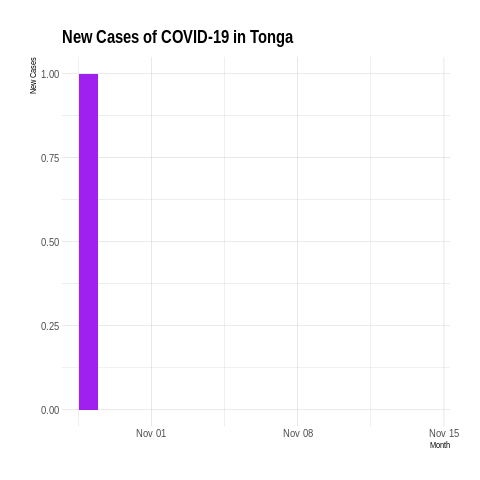 New Cases of COVID-19 in Tonga
New Cases
1.00
0.75
0.50
0.25
0.00
Nov 01
Nov 08
Nov 15
Month